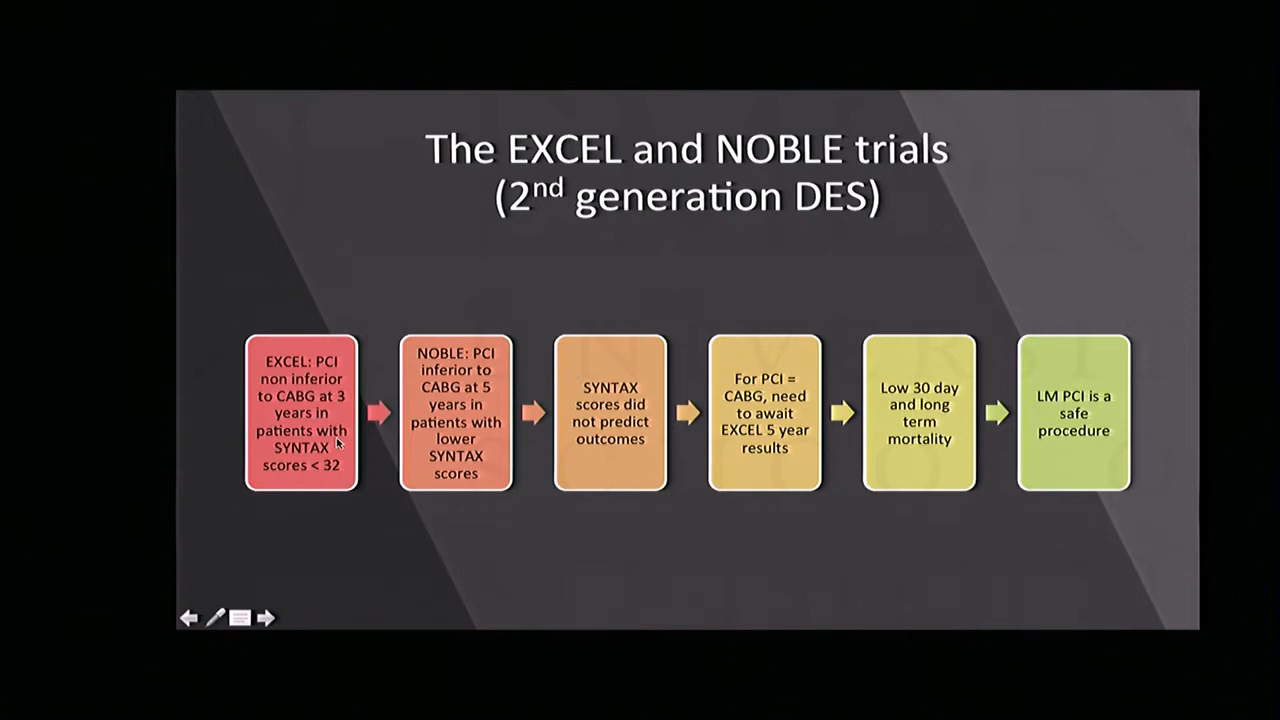 The EXCEL and NOBLE trials
(2nd generation DES)
EXCEL: PCI
non inferior
to CABG at 3
years in
patients with
SYNTAX
scores < 32
NOBLE: PCI
inferior to
CABG at 5
years in
patients with
lower
SYNTAX
scores
SYNTAX
scores did
not predict
outcomes
For PCI =
CABG, need
to await
EXCEL 5 year
results
Low 30 day
and long
term
mortality
LM PCI is a
safe
procedure